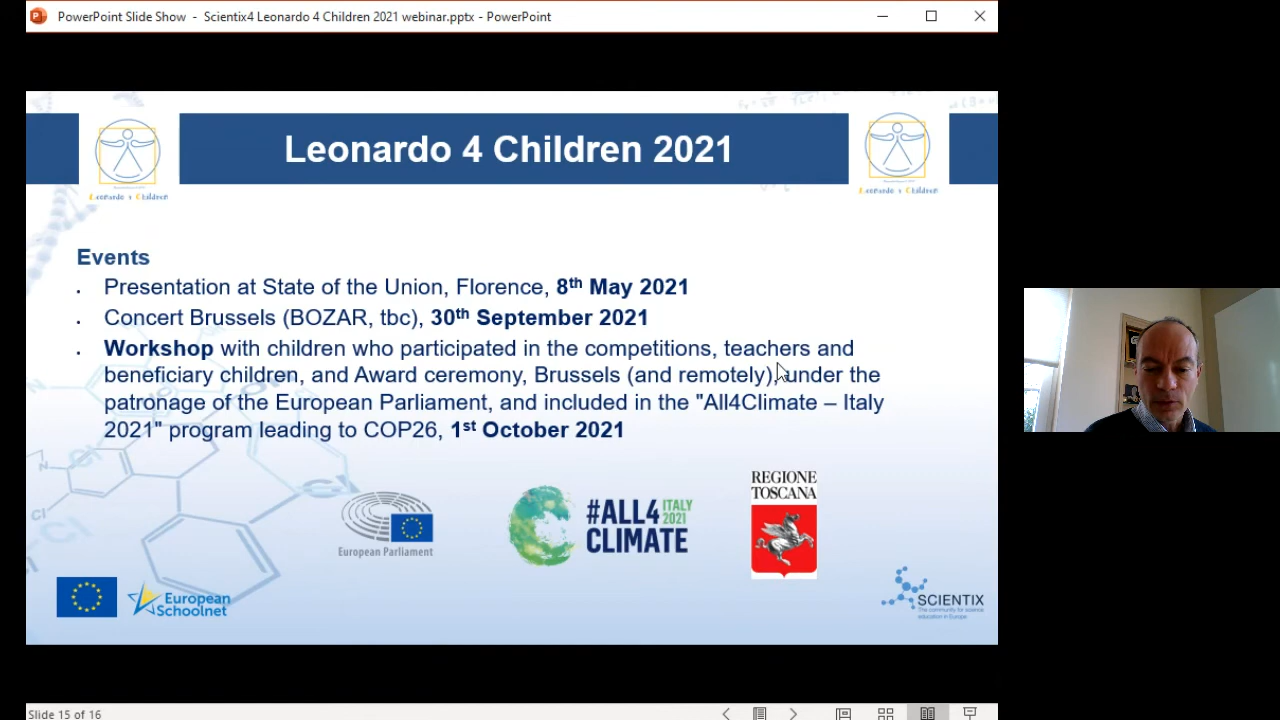 PowerPoint Slide Show - Scientix4 Leonardo 4 Children 2021 webinar.pptx - PowerPoint
Leonardo 4 Children 2021
Leonardo 4 Children
Leonardo 4 Children
Events
Presentation at State of the Union, Florence, 8th May 2021
Concert Brussels (BOZAR, tbc), 30th September 2021
Workshop with children who participated in the competitions, teachers and
beneficiary children, and Award ceremony, Brussels (and remotely), under the
patronage of the European Parliament, and included in the "All4Climate – Italy
2021" program leading to COP26, 1st October 2021
European Parliament
#ALL4 ITALY
2021
CLIMATE
REGIONE
TOSCANA
European
Schoolnet
SCIENTIX
The community for science
education in Europe
Slide 15 of 16